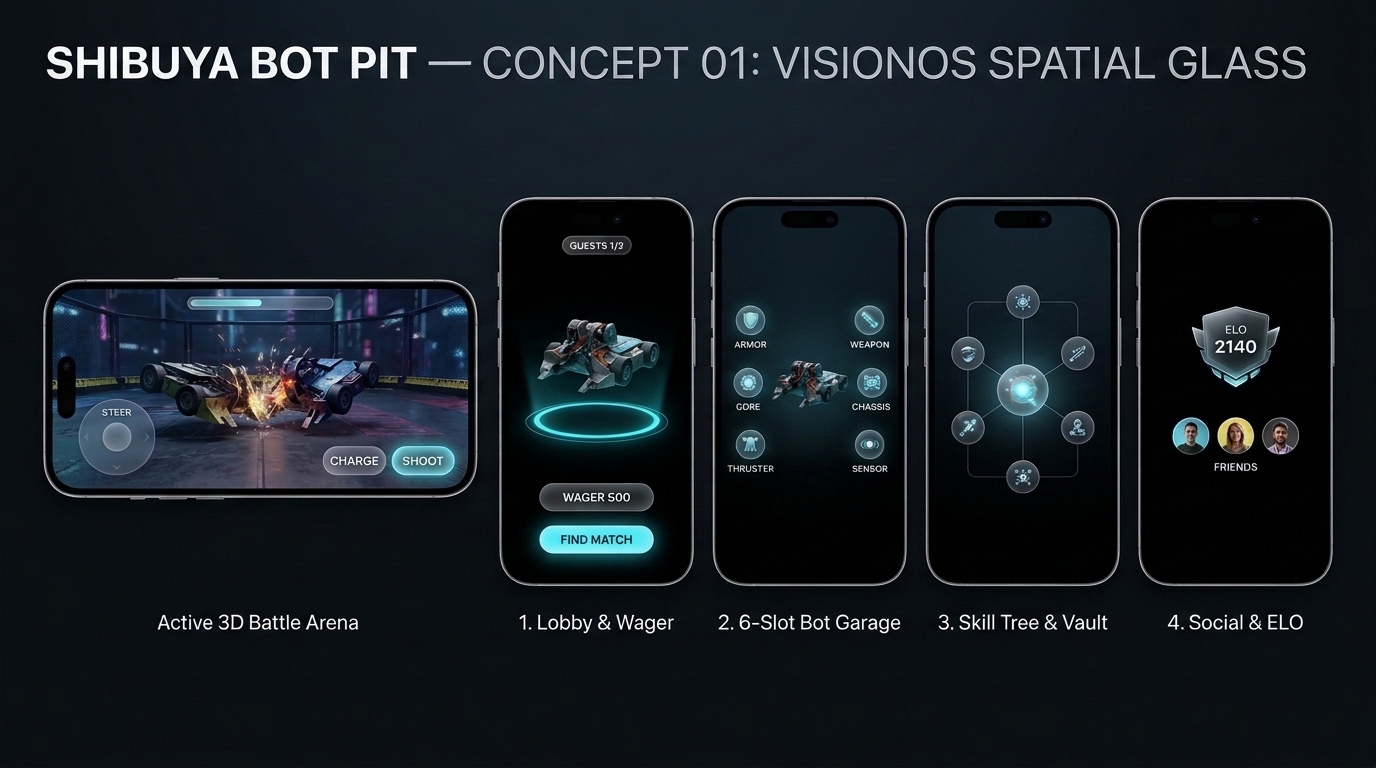 SHIBUYA BOT PIT — CONCEPT 01: VISIONOS SPATIAL GLASS
STEER
CHARGE
SHOOT
Active 3D Battle Arena
GUESTS 1/3
WAGER 500
FIND MATCH
1. Lobby & Wager
ARMOR
WEAPON
GORE
CHASSIS
THRUSTER
SENBOR
2. 6-Slot Bot Garage
3. Skill Tree & Vault
ELO
2140
FRIENDS
4. Social & ELO